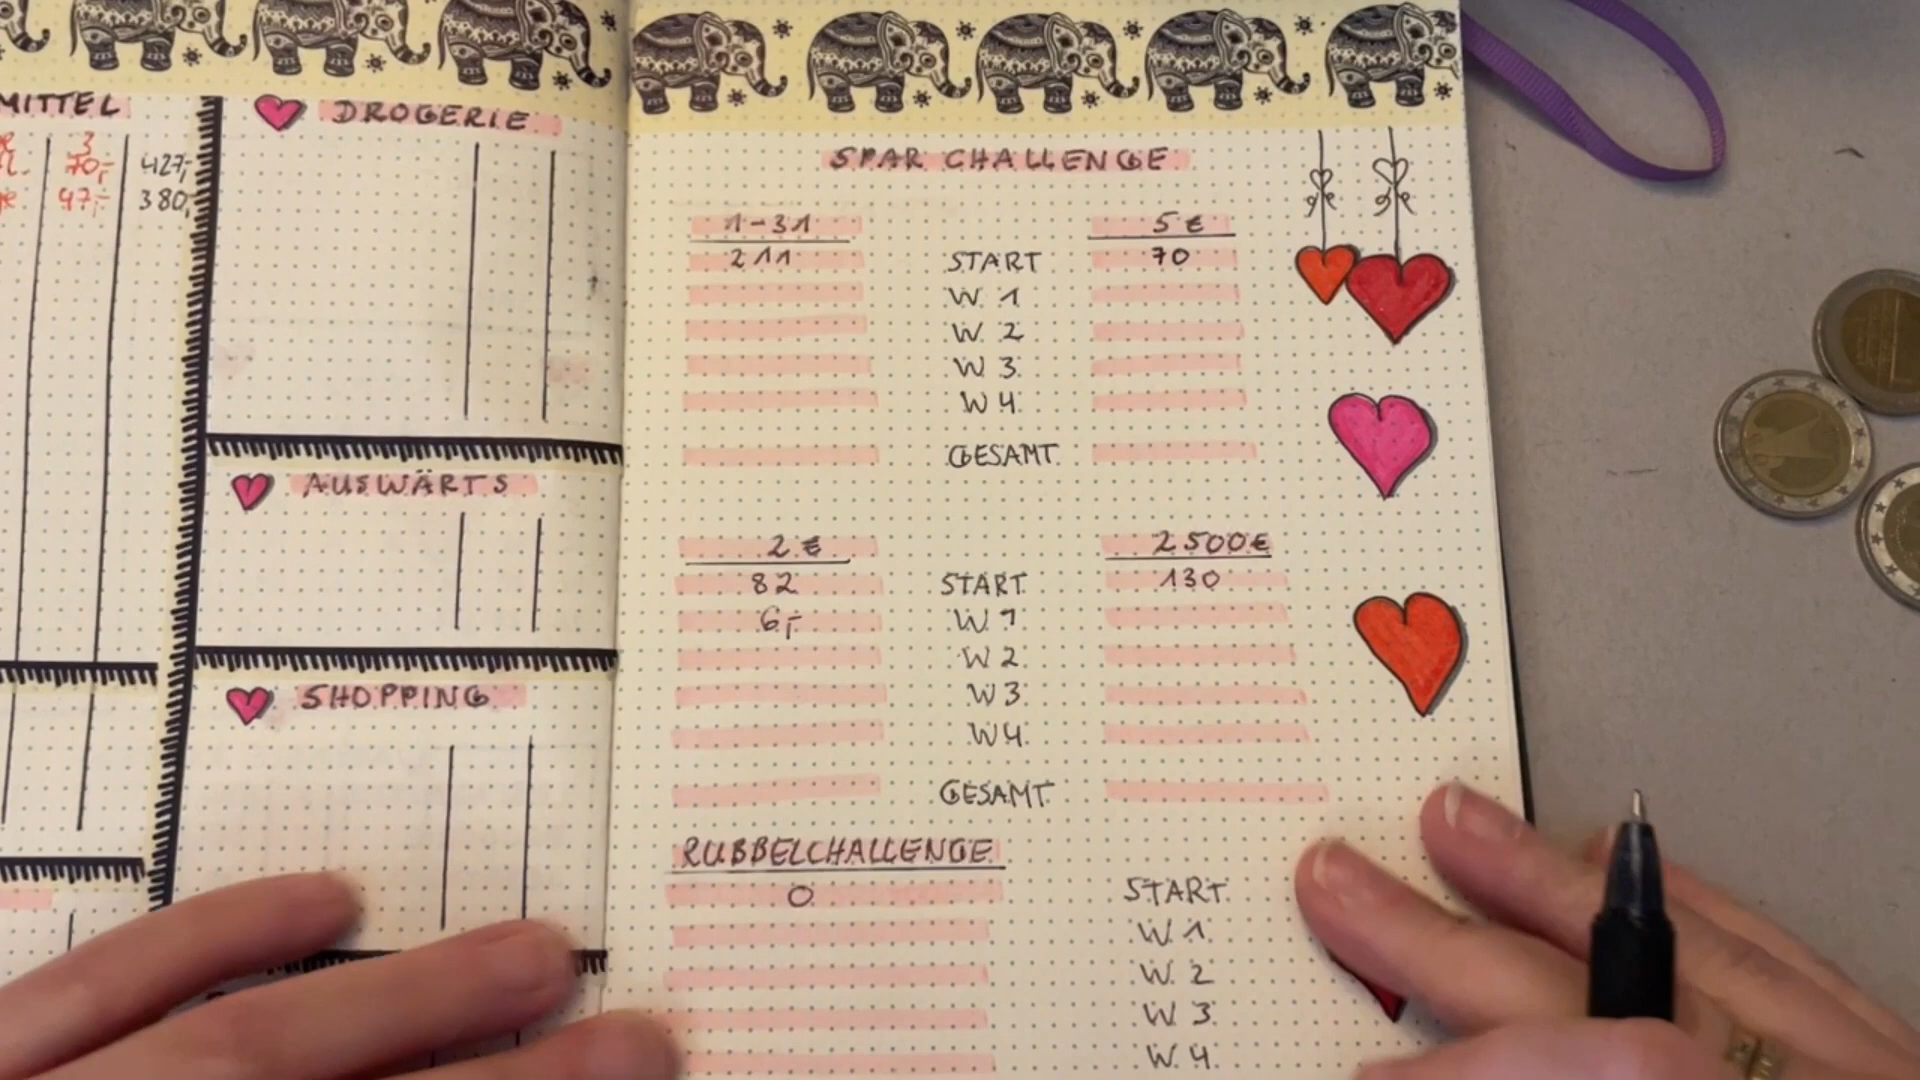 MITTEL
3
70,- 427,-
97,- 380,-
DROGERIE
AUSWÄRTS
SHOPPING
SPAR CHALLENGE
1-31 5 €
211 START 70
W 1
W 2
W 3
W 4
GESAMT
2 € 2500€
82 START 130
6,- W 1
W 2
W 3
W 4
GESAMT
RUBBELCHALLENGE
0 START
W 1
W 2
W 3
W 4